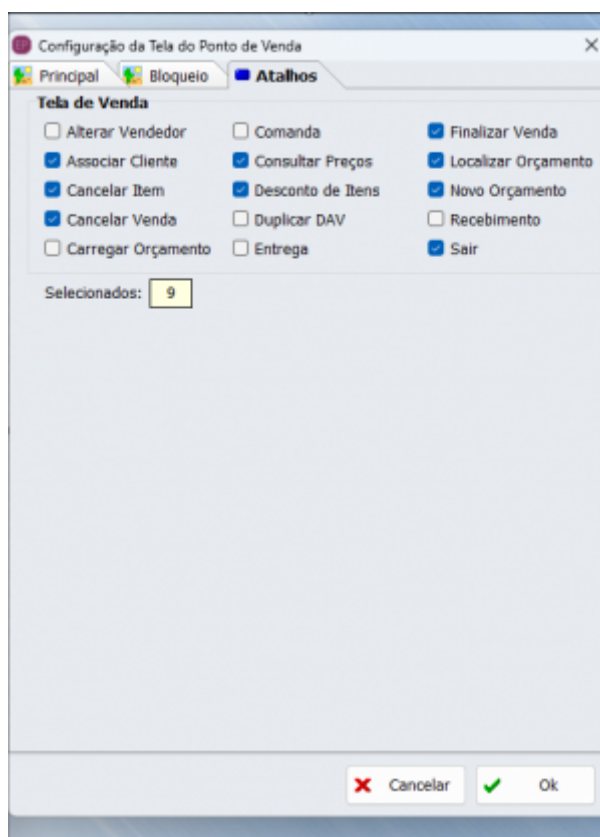 EP Configuração da Tela do Ponto de Venda
Principal Bloqueio Atalhos
Tela de Venda
Alterar Vendedor Comanda Finalizar Venda
Associar Cliente Consultar Preços Localizar Orçamento
Cancelar Item Desconto de Itens Novo Orçamento
Cancelar Venda Duplicar DAV Recebimento
Carregar Orçamento Entrega Sair
Selecionados: 9
Cancelar Ok